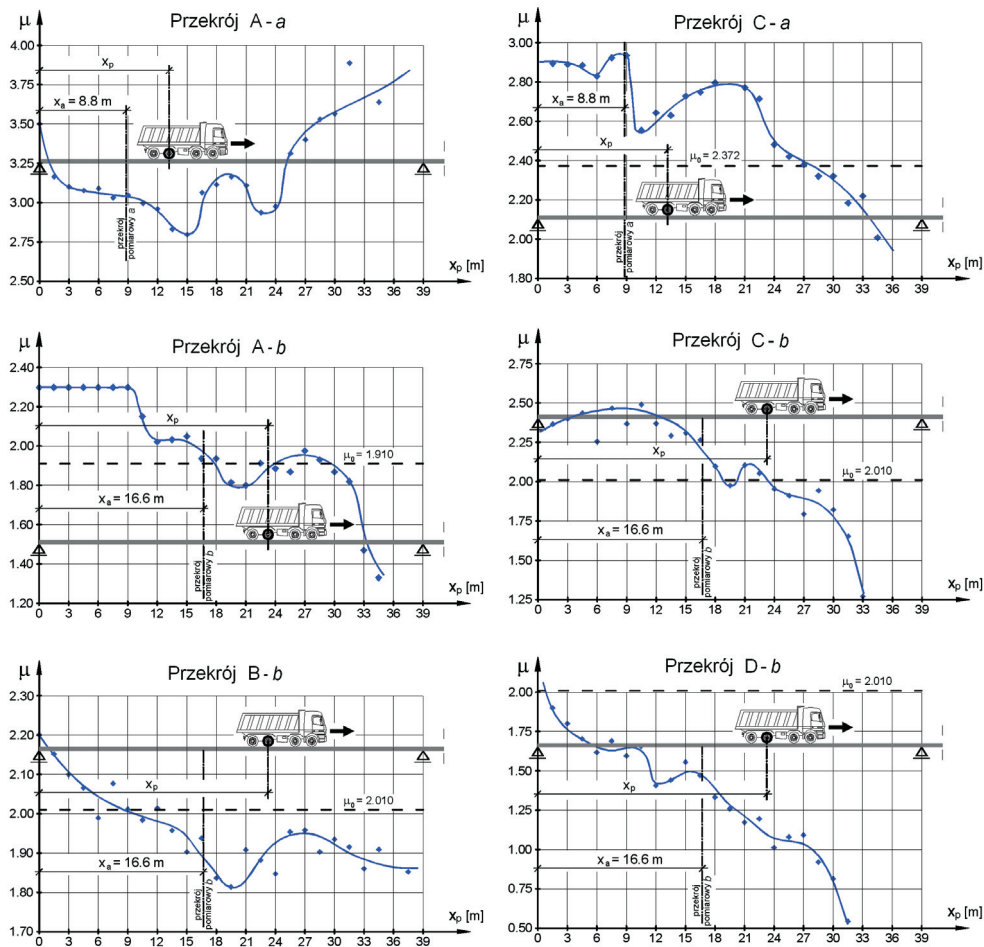 Przekrój A - a
μ
4.00
3.75
3.50
3.25
3.00
2.75
2.50
xp
xa = 8.8 m
przekrój
pomiarowy a
xp [m]
0 3 6 9 12 15 18 21 24 27 30 33 36 39
Przekrój C - a
μ
3.00
2.80
2.60
2.40
2.20
2.00
1.80
xa = 8.8 m
xp
μ0 = 2.372
przekrój
pomiarowy a
xp [m]
0 3 6 9 12 15 18 21 24 27 30 33 36 39
Przekrój A - b
μ
2.40
2.20
2.00
1.80
1.60
1.40
1.20
xp
μ0 = 1.910
xa = 16.6 m
przekrój
pomiarowy b
xp [m]
0 3 6 9 12 14 18 21 24 27 30 33 36 39
Przekrój C - b
μ
2.75
2.50
2.25
2.00
1.75
1.50
1.25
xp
μ0 = 2.010
xa = 16.6 m
przekrój
pomiarowy b
xp [m]
0 3 6 9 12 15 18 21 24 27 30 33 36 39
Przekrój B - b
μ
2.30
2.20
2.10
2.00
1.90
1.80
1.70
xp
μ0 = 2.010
xa = 16.6 m
przekrój
pomiarowy b
xp [m]
0 3 6 9 12 14 18 21 24 27 30 33 36 39
Przekrój D - b
μ
2.00
1.75
1.50
1.25
1.00
0.75
0.50
μ0 = 2.010
xp
xa = 16.6 m
przekrój
pomiarowy b
xp [m]
0 3 6 9 12 15 18 21 24 27 30 33 36 39